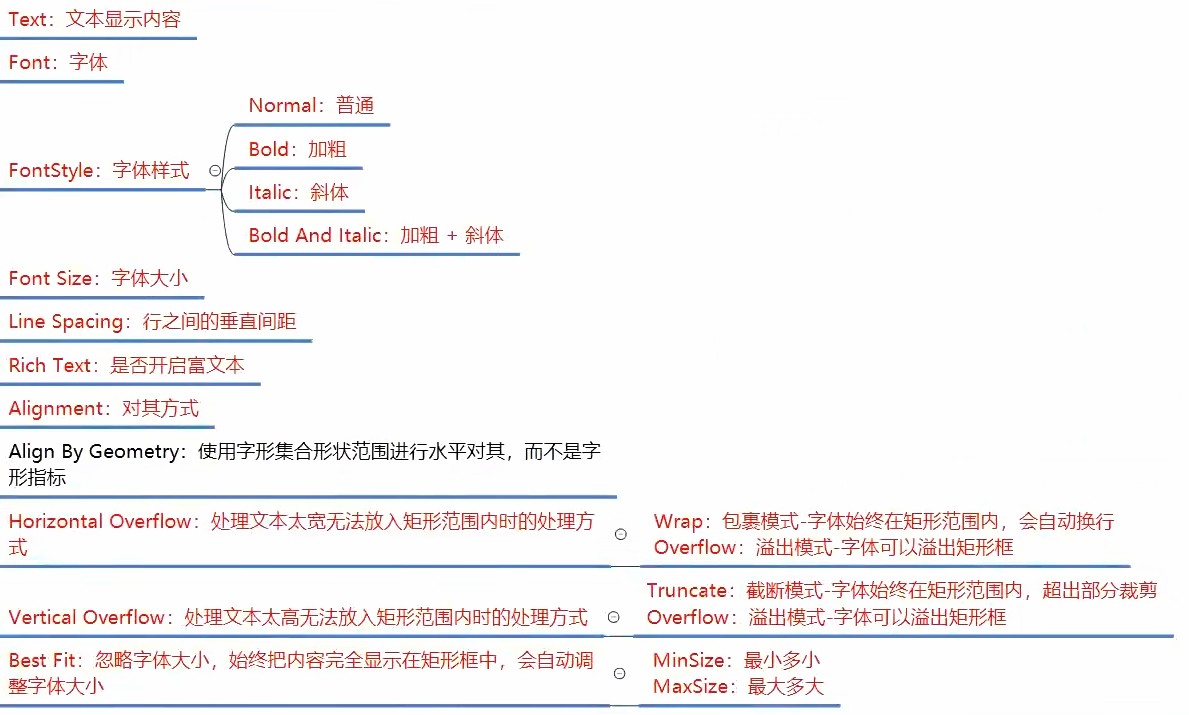 Text：文本显示内容
Font：字体
FontStyle：字体样式
Normal：普通
Bold：加粗
Italic：斜体
Bold And Italic：加粗 + 斜体
Font Size：字体大小
Line Spacing：行之间的垂直间距
Rich Text：是否开启富文本
Alignment：对其方式
Align By Geometry：使用字形集合形状范围进行水平对其，而不是字
形指标
Horizontal Overflow：处理文本太宽无法放入矩形范围内时的处理方
式
Wrap：包裹模式-字体始终在矩形范围内，会自动换行
Overflow：溢出模式-字体可以溢出矩形框
Vertical Overflow：处理文本太高无法放入矩形范围内时的处理方式
Truncate：截断模式-字体始终在矩形范围内，超出部分裁剪
Overflow：溢出模式-字体可以溢出矩形框
Best Fit：忽略字体大小，始终把内容完全显示在矩形框中，会自动调
整字体大小
MinSize：最小多小
MaxSize：最大多大